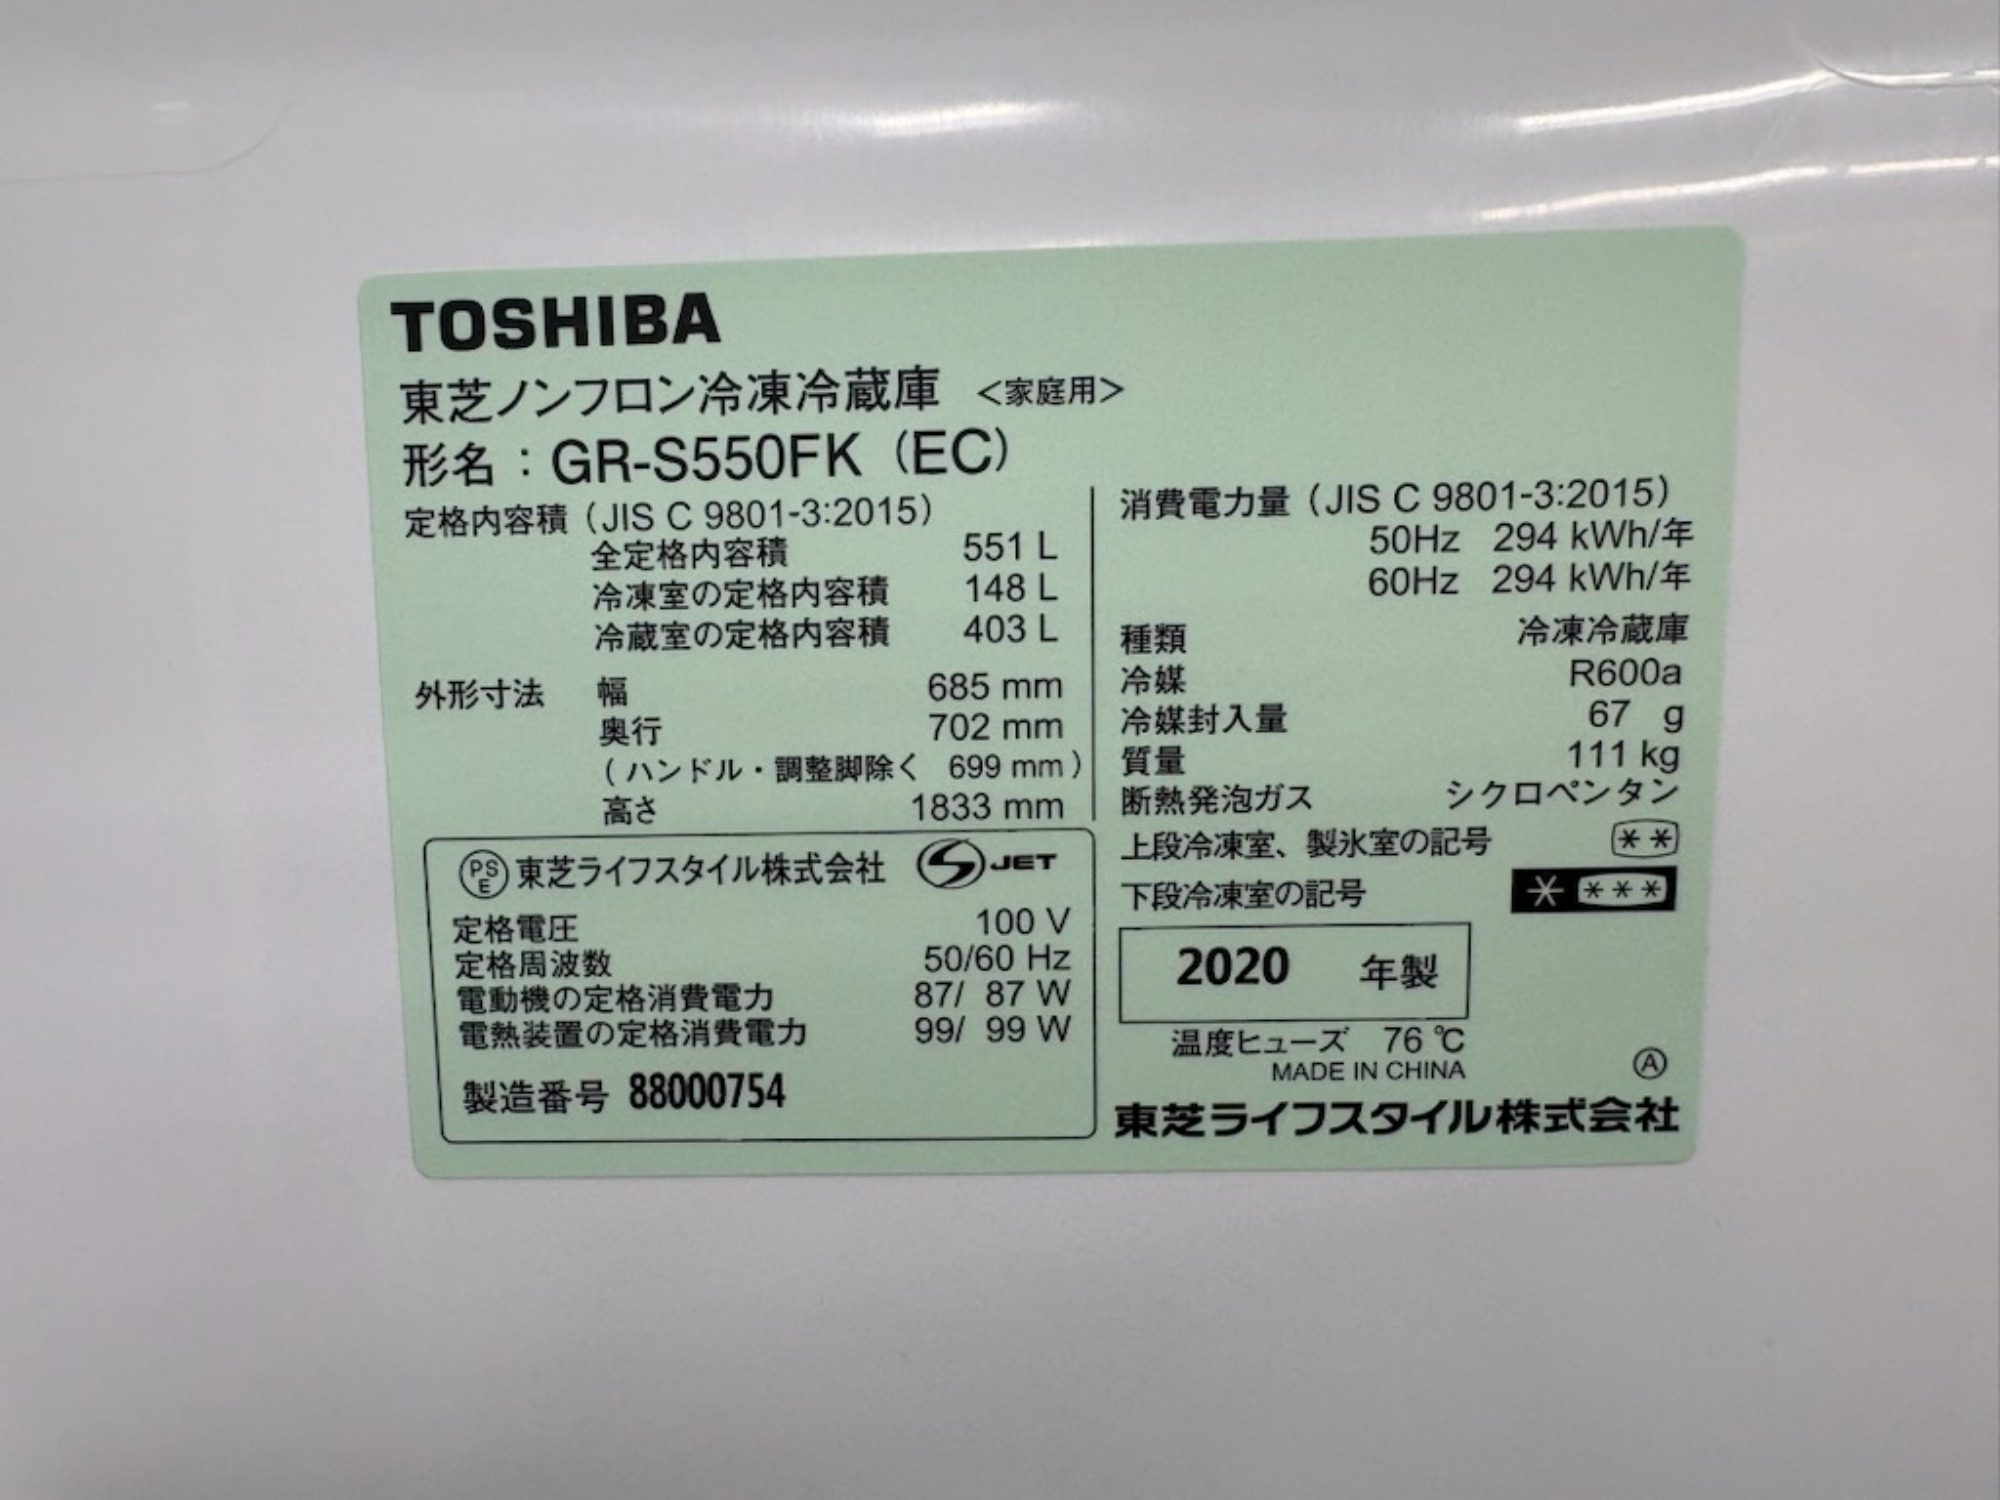 TOSHIBA
東芝ノンフロン冷凍冷蔵庫 <家庭用>
形名：GR-S550FK (EC)
定格内容積 (JIS C 9801-3:2015)
全定格内容積 551 L
冷凍室の定格内容積 148 L
冷蔵室の定格内容積 403 L
外形寸法 幅 685 mm
奥行 702 mm
(ハンドル・調整脚除く 699 mm)
高さ 1833 mm
PSE 東芝ライフスタイル株式会社 S JET
定格電圧 100 V
定格周波数 50/60 Hz
電動機の定格消費電力 87/ 87 W
電熱装置の定格消費電力 99/ 99 W
製造番号 88000754
消費電力量 (JIS C 9801-3:2015)
50Hz 294 kWh/年
60Hz 294 kWh/年
種類 冷凍冷蔵庫
冷媒 R600a
冷媒封入量 67 g
質量 111 kg
断熱発泡ガス シクロペンタン
上段冷凍室、製氷室の記号 **
下段冷凍室の記号 * ***
2020 年製
温度ヒューズ 76 ℃
MADE IN CHINA
Ⓐ
東芝ライフスタイル株式会社